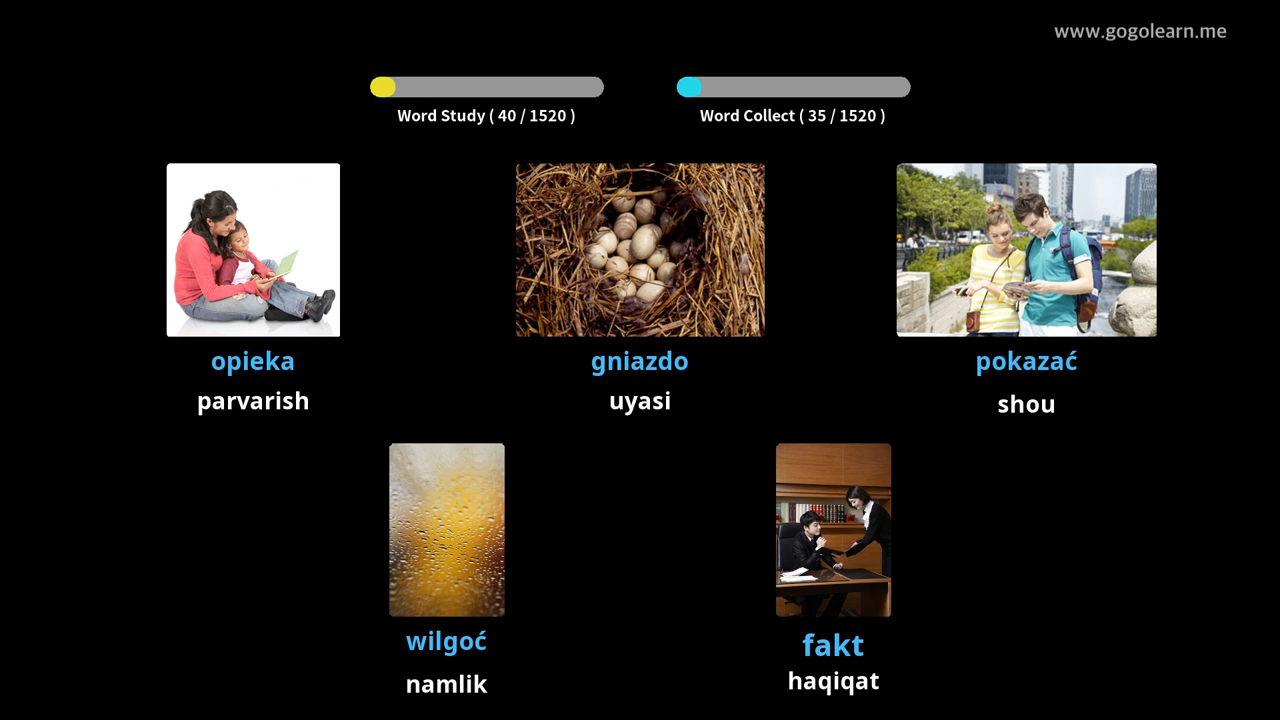 www.gogolearn.me
Word Study ( 40 / 1520 )
Word Collect ( 35 / 1520 )
opieka
parvarish
gniazdo
uyasi
pokazać
shou
wilgoć
namlik
fakt
haqiqat